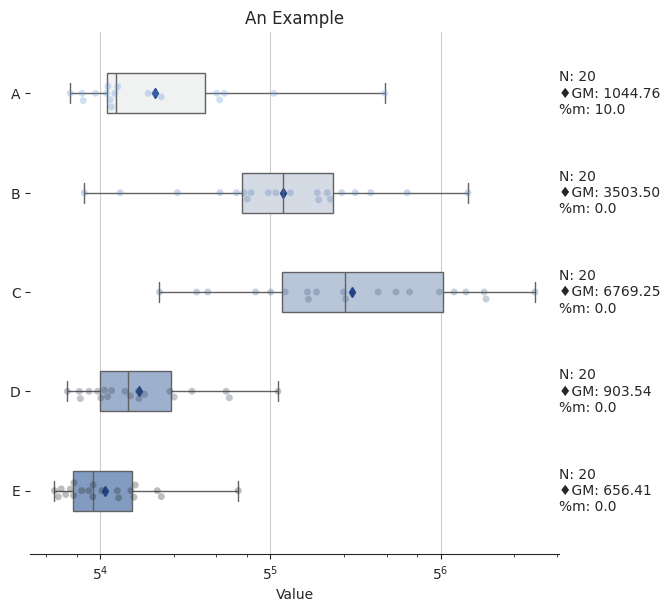 An Example
A
N: 20
♦GM: 1044.76
%m: 10.0
B
N: 20
♦GM: 3503.50
%m: 0.0
C
N: 20
♦GM: 6769.25
%m: 0.0
D
N: 20
♦GM: 903.54
%m: 0.0
E
N: 20
♦GM: 656.41
%m: 0.0
5⁴ 5⁵ 5⁶
Value